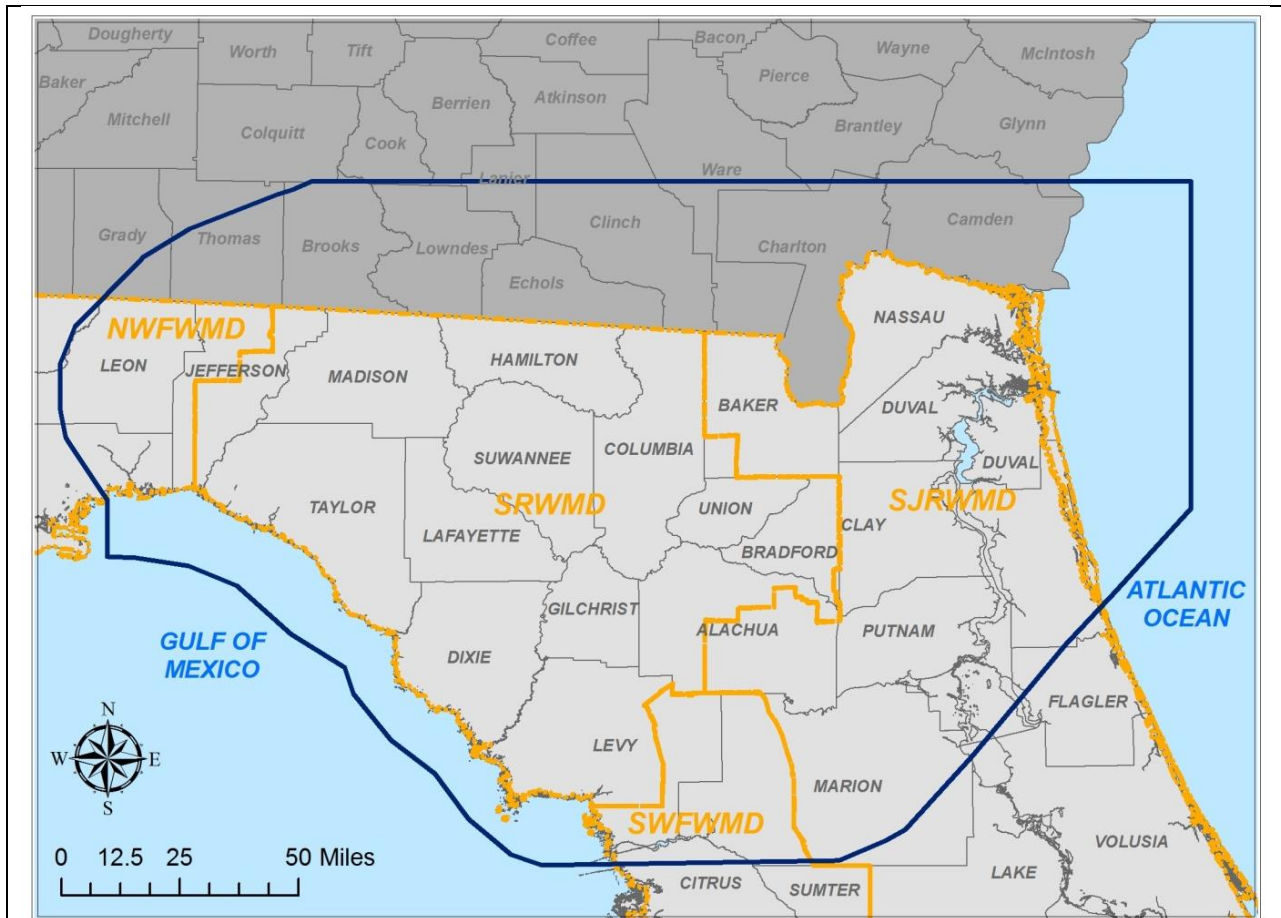 Dougherty
Worth
Tift
Coffee
Bacon
Wayne
McIntosh
Baker
Berrien
Atkinson
Pierce
Mitchell
Colquitt
Cook
Brantley
Glynn
Lanier
Ware
Grady
Thomas
Brooks
Lowndes
Clinch
Charlton
Camden
Echols
NWFWMD
NASSAU
LEON
JEFFERSON
MADISON
HAMILTON
BAKER
DUVAL
SUWANNEE
COLUMBIA
DUVAL
TAYLOR
SRWMD
UNION
SJRWMD
LAFAYETTE
CLAY
BRADFORD
GILCHRIST
ATLANTIC
OCEAN
GULF OF
MEXICO
DIXIE
ALACHUA
PUTNAM
FLAGLER
N
W
E
S
LEVY
MARION
SWFWMD
VOLUSIA
0 12.5 25 50 Miles
CITRUS
SUMTER
LAKE